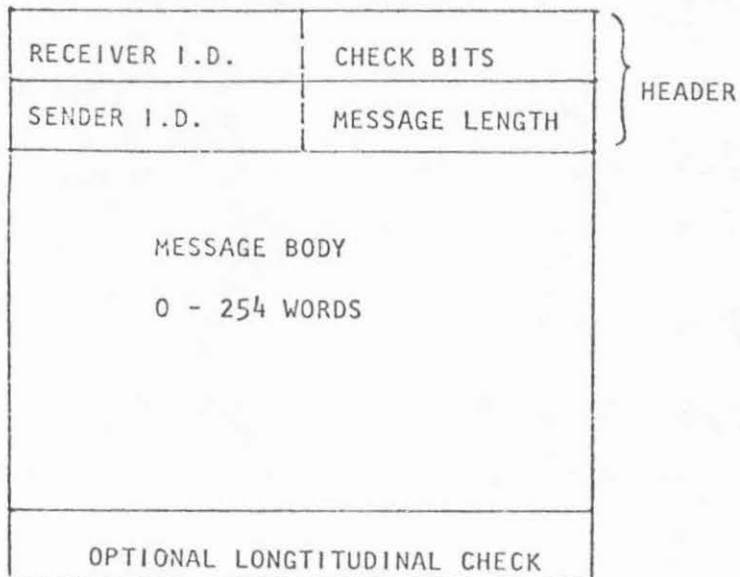 RECEIVER I.D. CHECK BITS
HEADER
SENDER I.D. MESSAGE LENGTH
MESSAGE BODY
0 - 254 WORDS
OPTIONAL LONGTITUDINAL CHECK